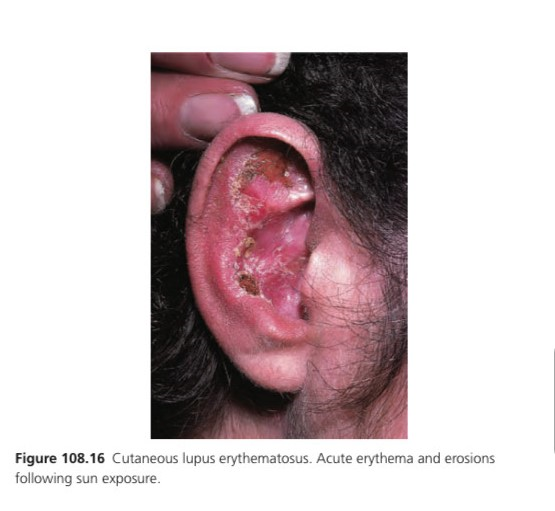 Figure 108.16 Cutaneous lupus erythematosus. Acute erythema and erosions
following sun exposure.